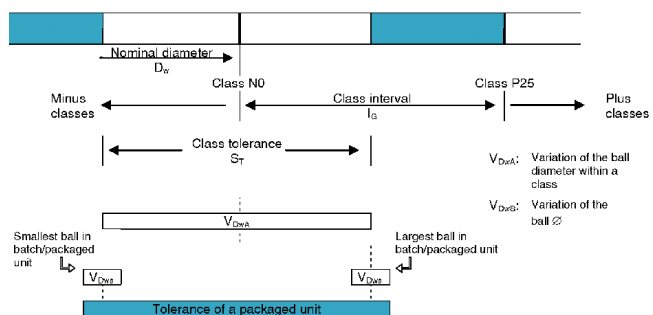 Nominal diameter
Dw
Class N0
Class P25
Minus
classes
Class interval
IG
Plus
classes
Class tolerance
ST
VDwA: Variation of the ball
diameter within a
class
VDwS: Variation of the
ball ∅
VDwA
Smallest ball in
batch/packaged
unit
Largest ball in
batch/packaged unit
VDws
VDws
Tolerance of a packaged unit